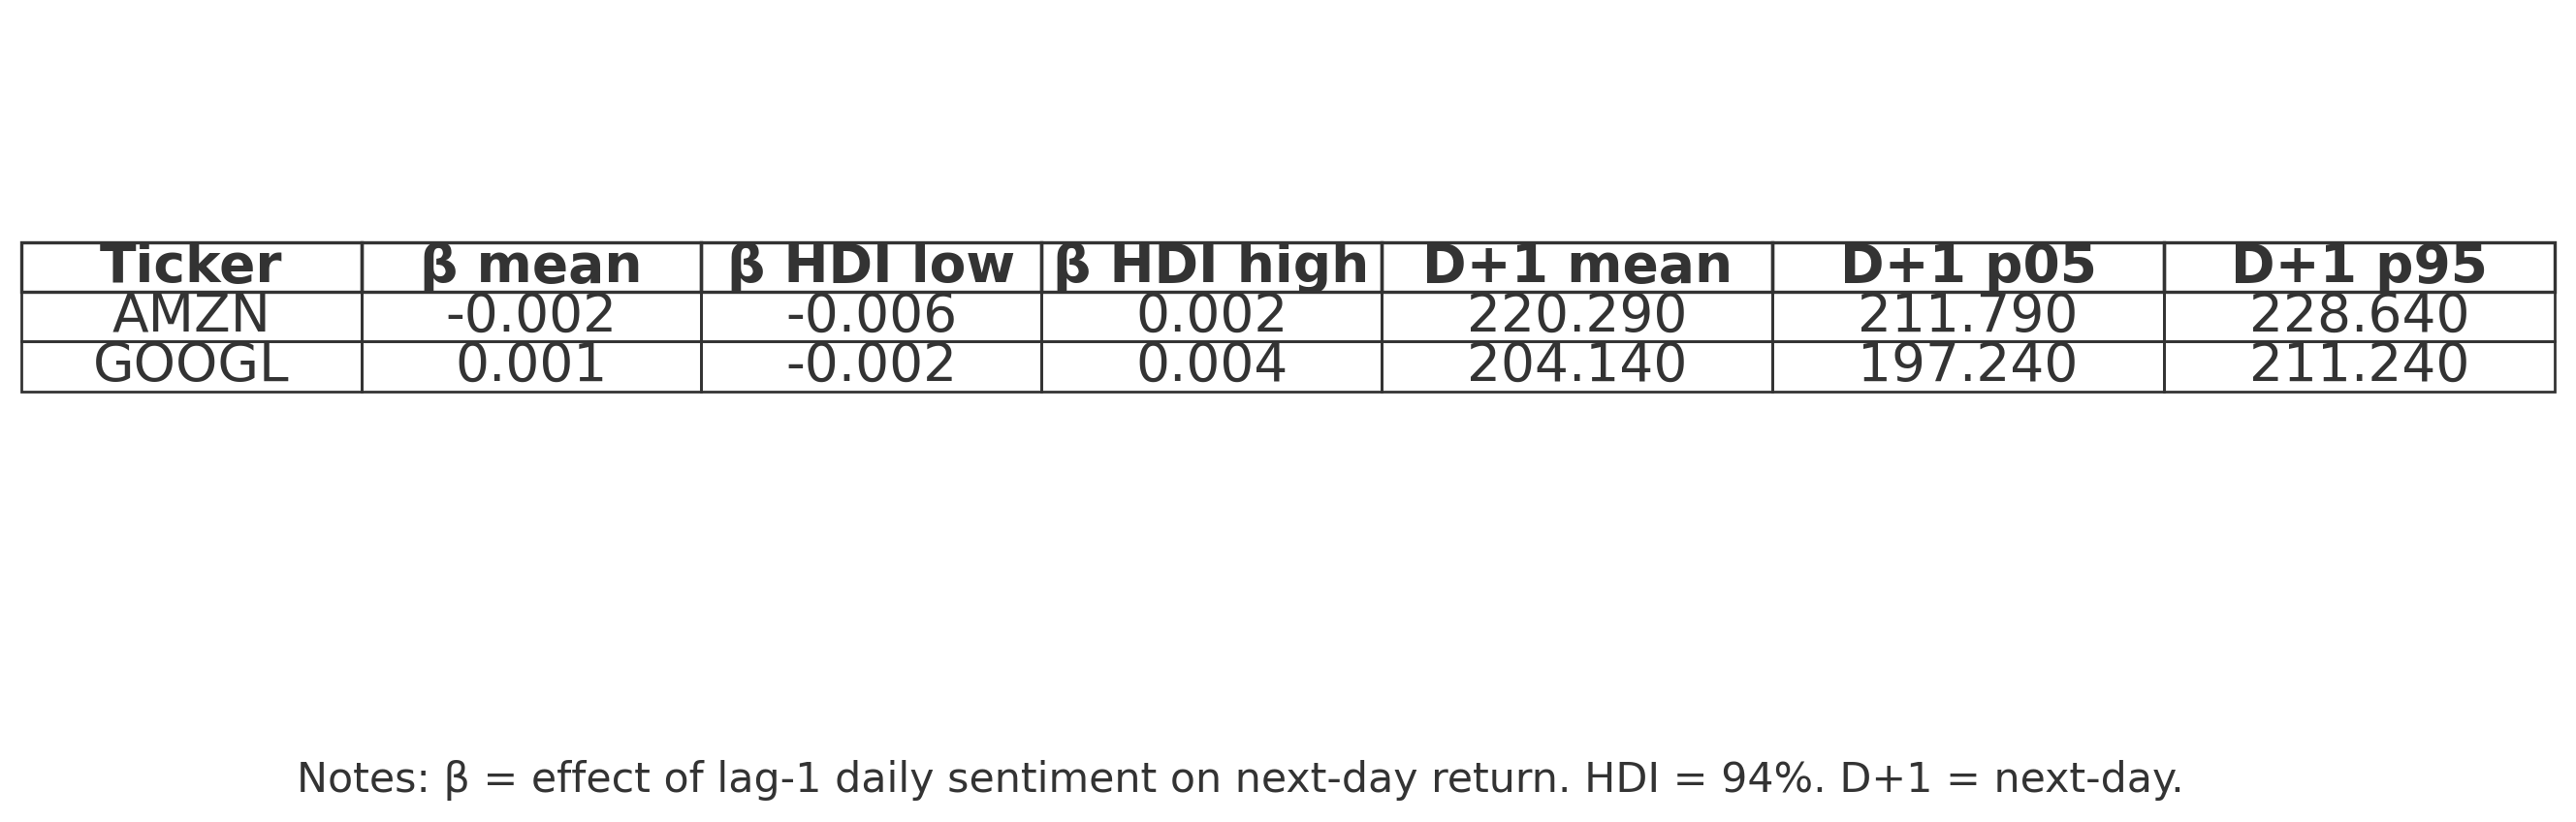 Ticker β mean β HDI low β HDI high D+1 mean D+1 p05 D+1 p95
AMZN -0.002 -0.006 0.002 220.290 211.790 228.640
GOOGL 0.001 -0.002 0.004 204.140 197.240 211.240
Notes: β = effect of lag-1 daily sentiment on next-day return. HDI = 94%. D+1 = next-day.